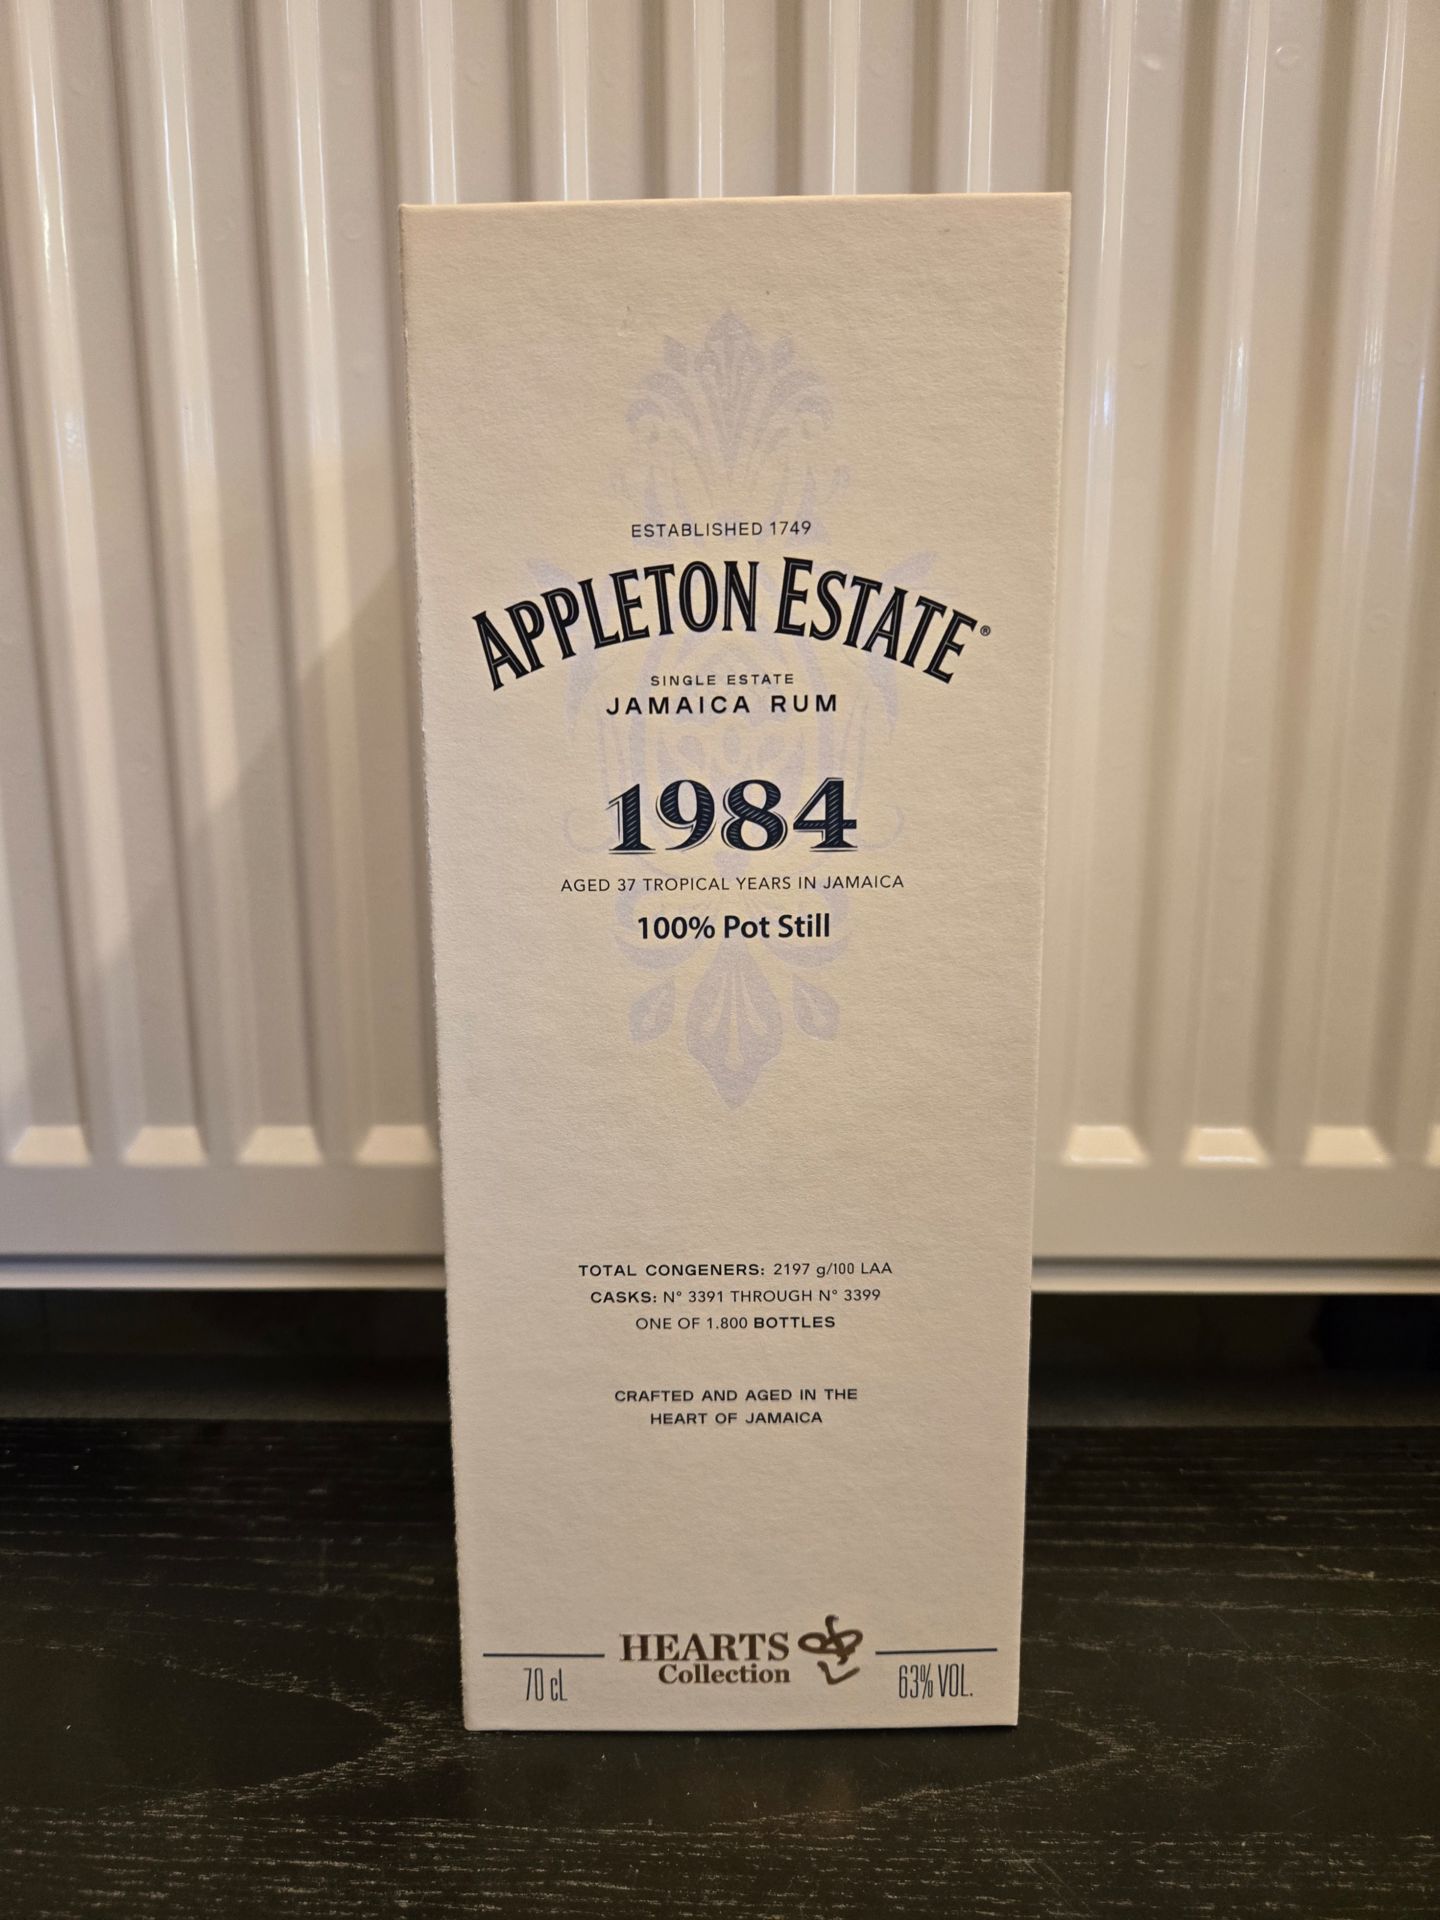 ESTABLISHED 1749
APPLETON ESTATE®
SINGLE ESTATE
JAMAICA RUM
1984
AGED 37 TROPICAL YEARS IN JAMAICA
100% Pot Still
TOTAL CONGENERS: 2197 g/100 LAA
CASKS: N° 3391 THROUGH N° 3399
ONE OF 1.800 BOTTLES
CRAFTED AND AGED IN THE
HEART OF JAMAICA
HEARTS
Collection
70 cL
63% VOL.